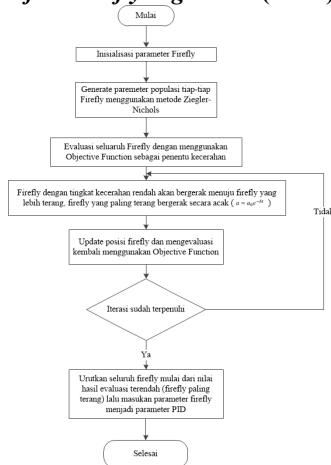 Mulai
Inisialisasi parameter Firefly
Generate paremeter populasi tiap-tiap
Firefly menggunakan metode Ziegler-
Nichols
Evaluasi seluruh Firefly dengan menggunakan
Objective Function sebagai penentu kecerahan
Firefly dengan tingkat kecerahan rendah akan bergerak menuju firefly yang
lebih terang, firefly yang paling terang bergerak secara acak (
Tidak
Update posisi firefly dan mengevaluasi
kembali menggunakan Objective Function
Iterasi sudah terpenuhi
Ya
Urutkan seluruh firefly mulai dari nilai
hasil evaluasi terendah (firefly paling
terang) lalu masukan parameter firefly
menjadi parameter PID
Selesai